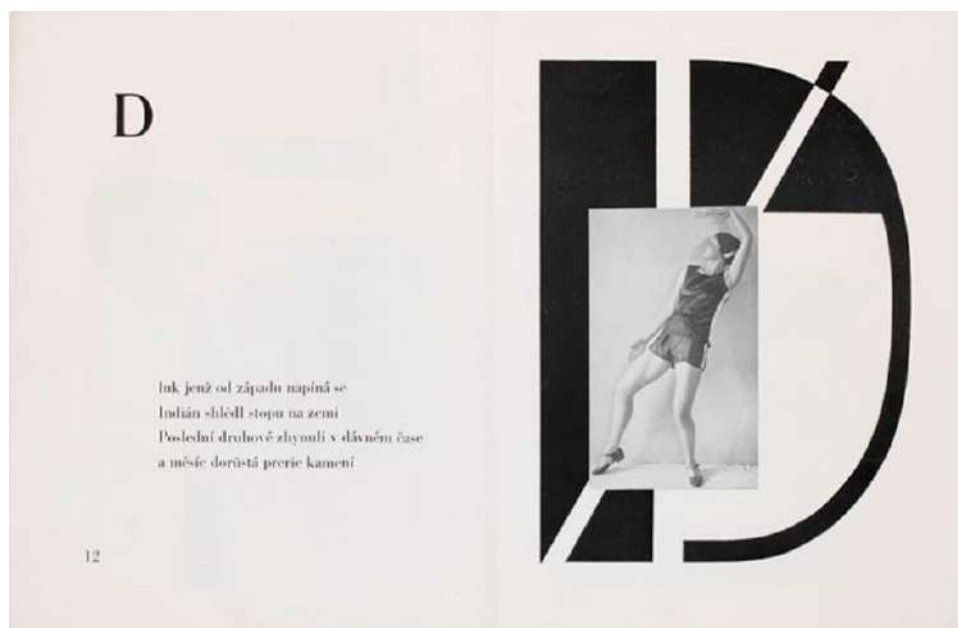 D
luk jenž od západu napíná se
Indián shlédl stopu na zemi
Poslední druhové zhynuli v dávném čase
a měsíc dorůstá prerie kamení
12
D